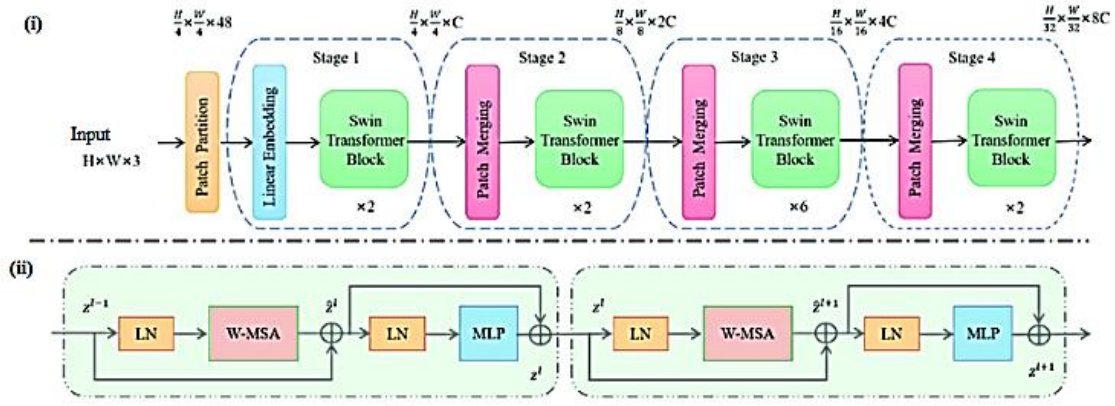 (i)
H/4 × W/4 × 48
H/4 × W/4 × C
H/8 × W/8 × 2C
H/16 × W/16 × 4C
H/32 × W/32 × 8C
Stage 1
Stage 2
Stage 3
Stage 4
Input
H×W×3
Patch Partition
Linear Embedding
Swin
Transformer
Block
×2
Patch Merging
Swin
Transformer
Block
×2
Patch Merging
Swin
Transformer
Block
×6
Patch Merging
Swin
Transformer
Block
×2
(ii)
z^{l-1}
LN
W-MSA
ẑ^l
LN
MLP
z^l
z^l
LN
W-MSA
ẑ^{l+1}
LN
MLP
z^{l+1}